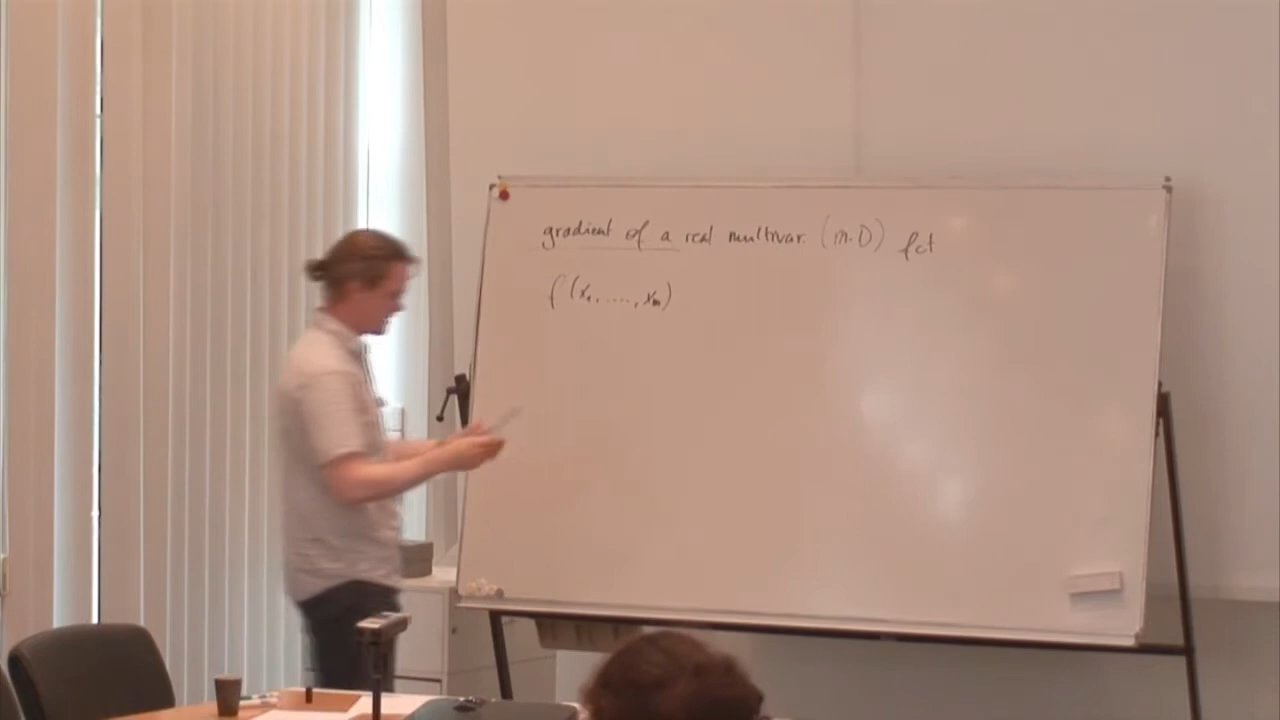 gradient of a real multivar. (m.D) fct
f(x₁, ...., xₘ)